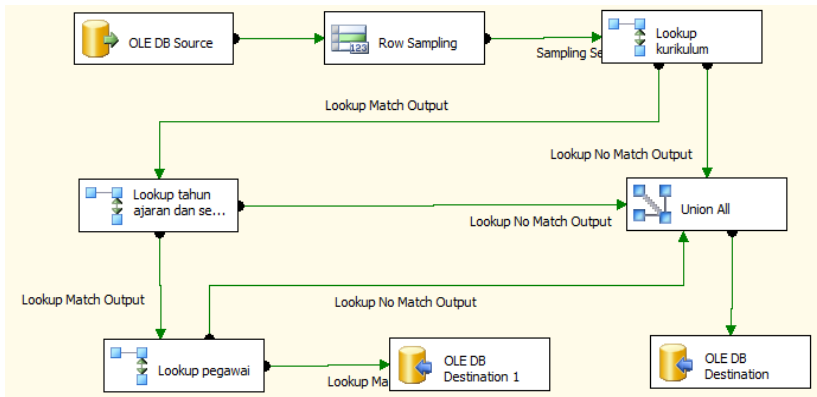 OLE DB Source
123
Row Sampling
Sampling Se
Lookup
kurikulum
Lookup Match Output
Lookup No Match Output
Lookup tahun
ajaran dan se...
Lookup No Match Output
Union All
Lookup Match Output
Lookup No Match Output
Lookup pegawai
Lookup Ma
OLE DB
Destination 1
OLE DB
Destination